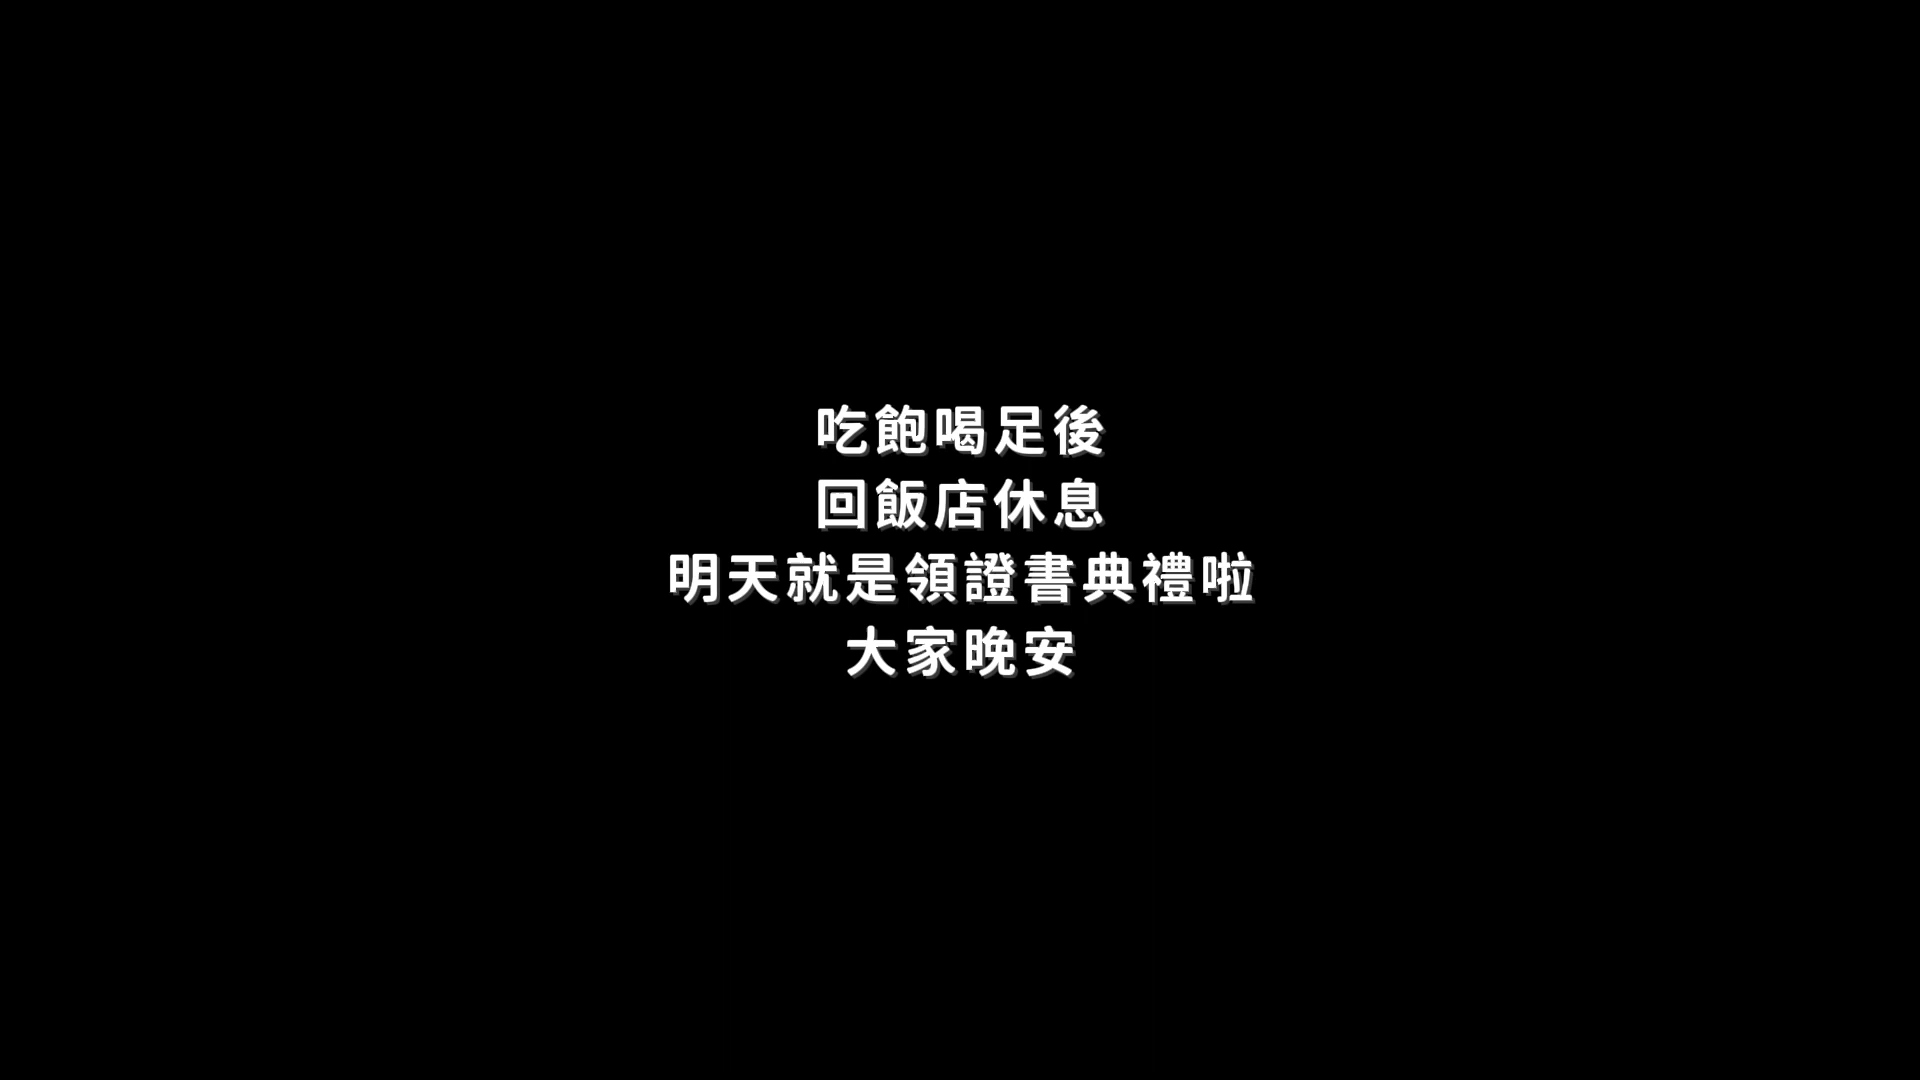 吃飽喝足後
回飯店休息
明天就是領證書典禮啦
大家晚安